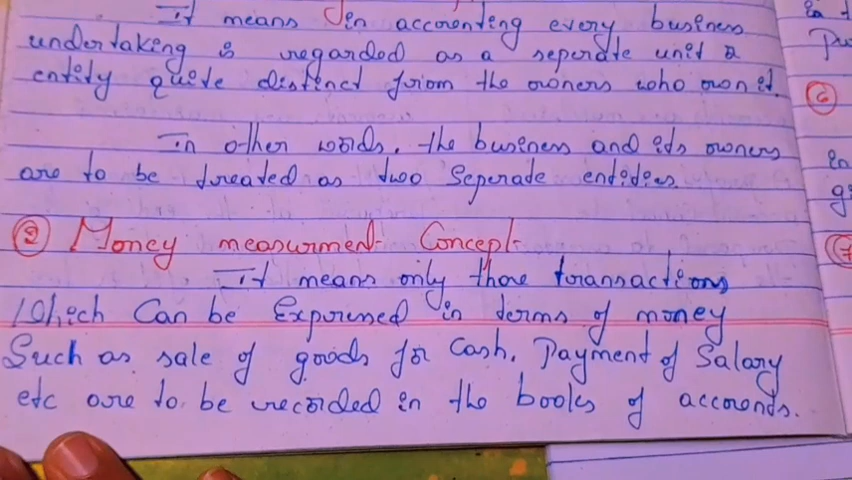 It means in accounting every business
undertaking is regarded as a seperate unit &
entity quite distinct from the owners who own it.
In other words, the business and its owners
are to be treated as two Seperate entities.
② Money measurment Concept-
It means only those transactions
Which Can be Expressed in terms of money
Such as sale of goods for Cash, Payment of Salary
etc are to be recorded in the books of accounts.
6
7